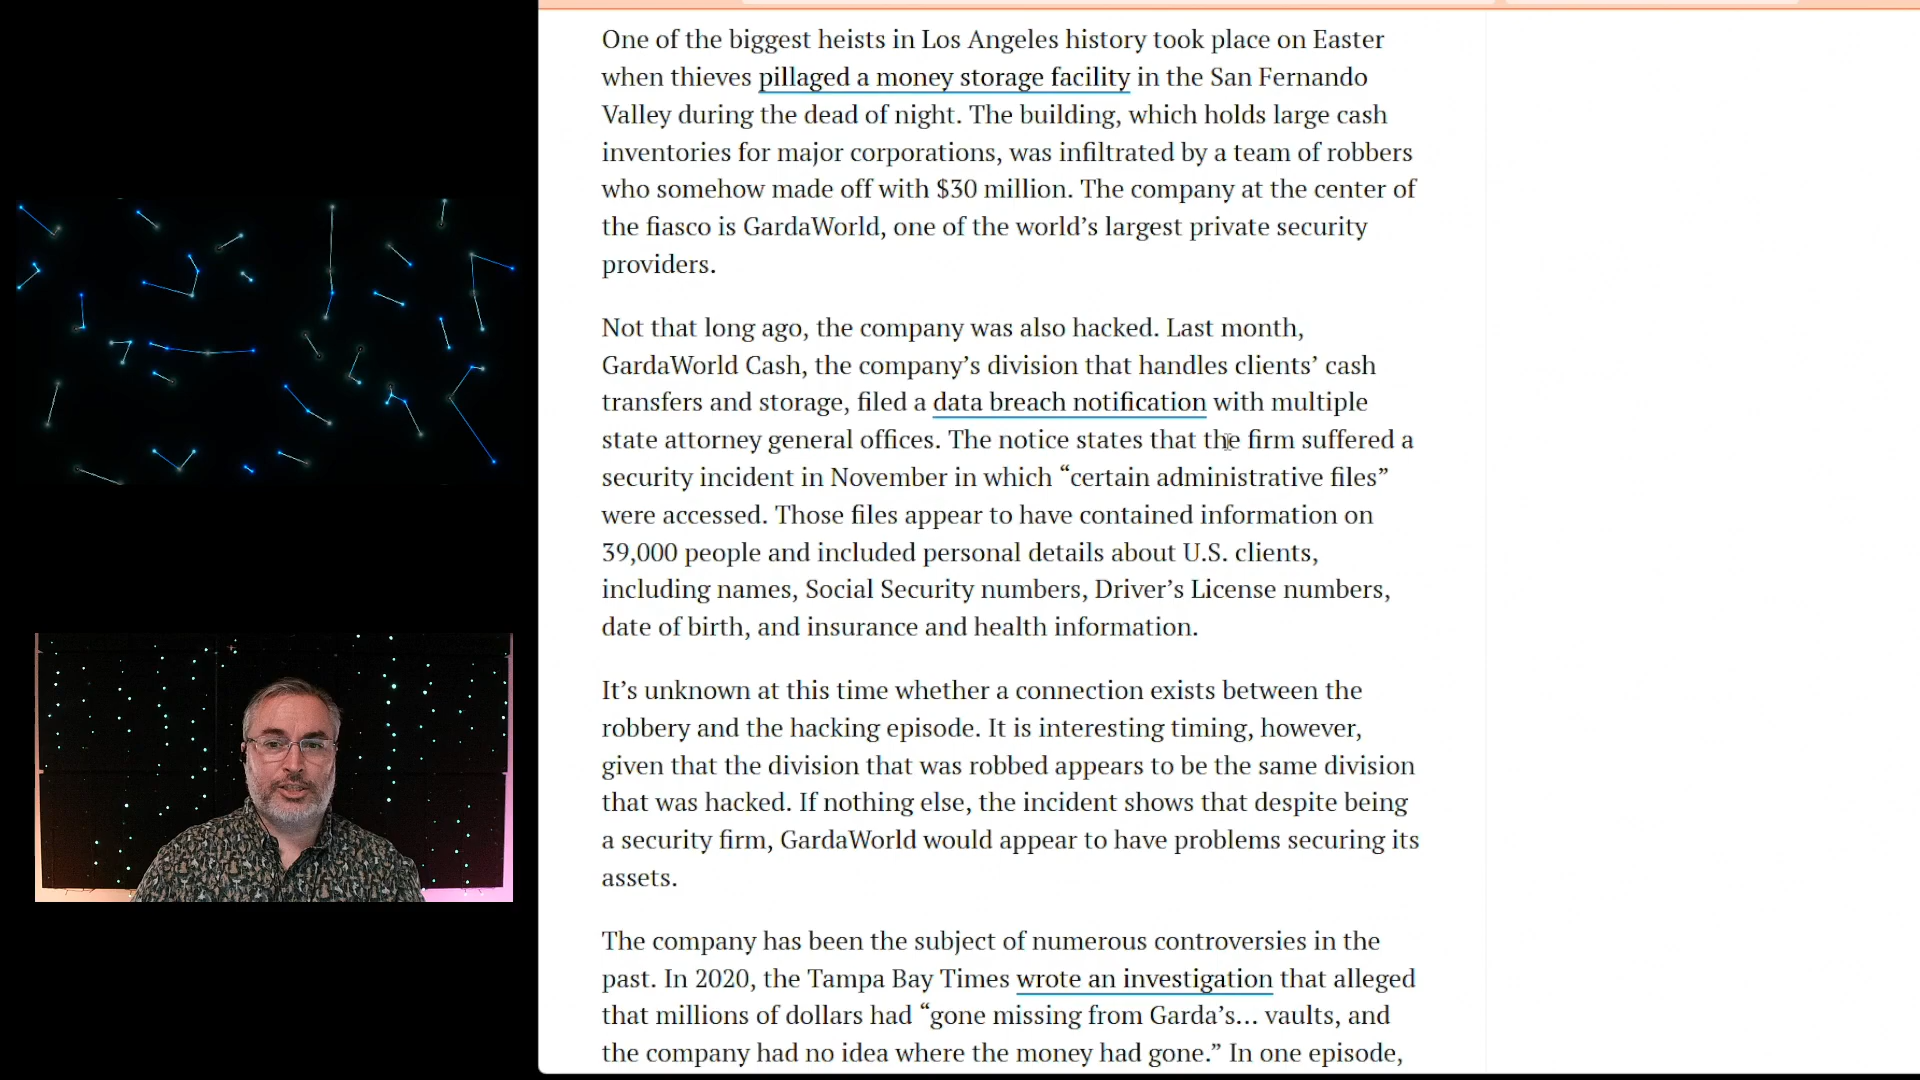 One of the biggest heists in Los Angeles history took place on Easter
when thieves pillaged a money storage facility in the San Fernando
Valley during the dead of night. The building, which holds large cash
inventories for major corporations, was infiltrated by a team of robbers
who somehow made off with $30 million. The company at the center of
the fiasco is GardaWorld, one of the world’s largest private security
providers.
Not that long ago, the company was also hacked. Last month,
GardaWorld Cash, the company’s division that handles clients’ cash
transfers and storage, filed a data breach notification with multiple
state attorney general offices. The notice states that the firm suffered a
security incident in November in which “certain administrative files”
were accessed. Those files appear to have contained information on
39,000 people and included personal details about U.S. clients,
including names, Social Security numbers, Driver’s License numbers,
date of birth, and insurance and health information.
It’s unknown at this time whether a connection exists between the
robbery and the hacking episode. It is interesting timing, however,
given that the division that was robbed appears to be the same division
that was hacked. If nothing else, the incident shows that despite being
a security firm, GardaWorld would appear to have problems securing its
assets.
The company has been the subject of numerous controversies in the
past. In 2020, the Tampa Bay Times wrote an investigation that alleged
that millions of dollars had “gone missing from Garda’s… vaults, and
the company had no idea where the money had gone.” In one episode,